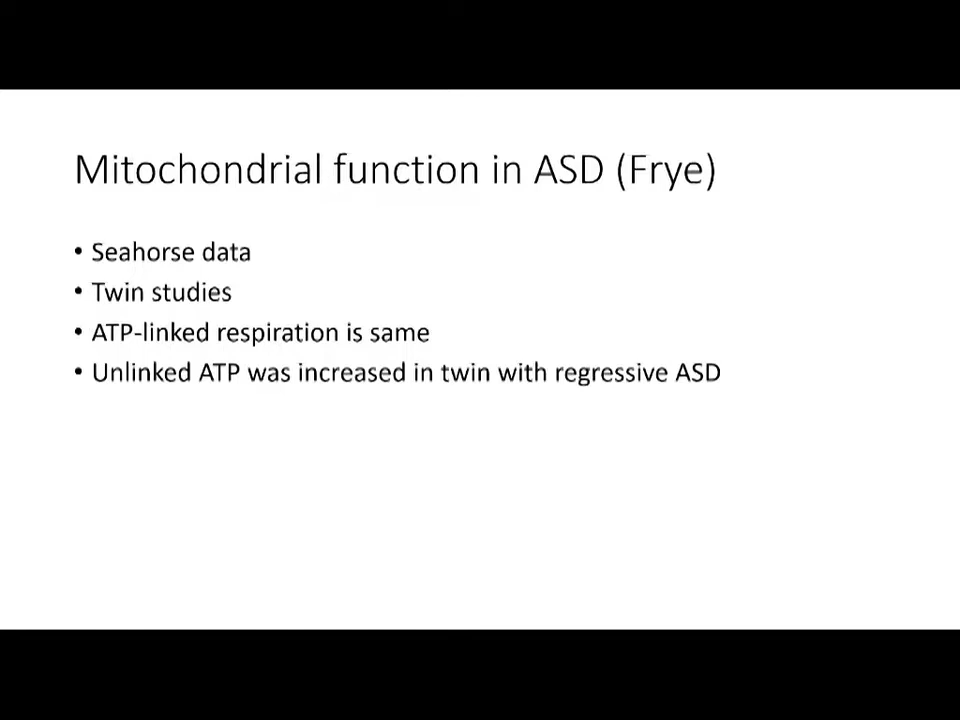 Mitochondrial function in ASD (Frye)
• Seahorse data
• Twin studies
• ATP-linked respiration is same
• Unlinked ATP was increased in twin with regressive ASD